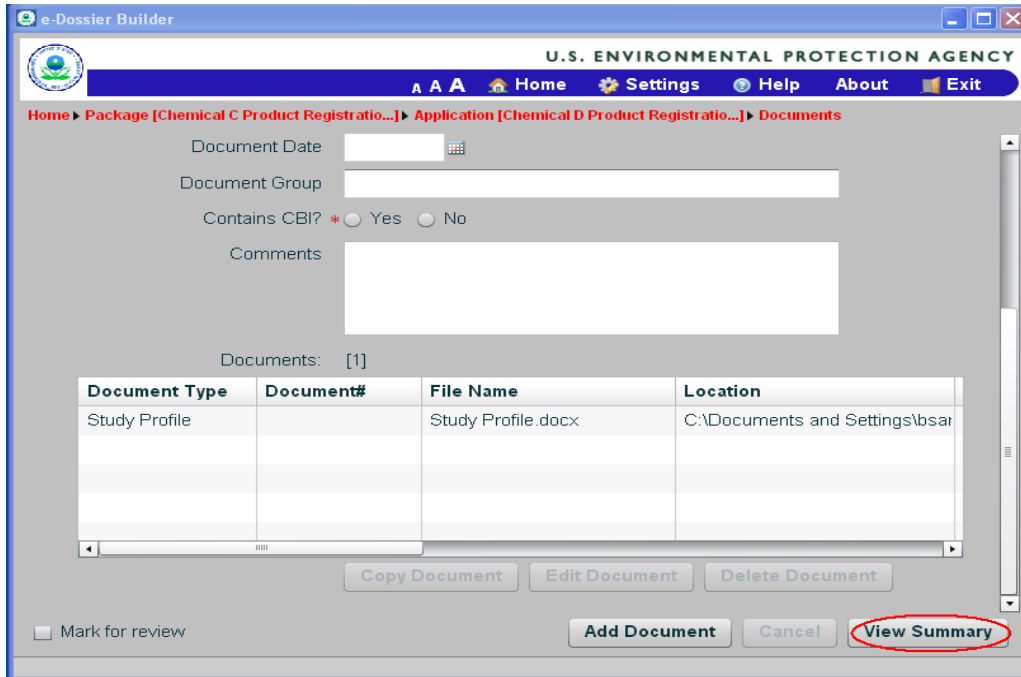 e-Dossier Builder
U.S. ENVIRONMENTAL PROTECTION AGENCY
A A A Home Settings Help About Exit
Home Package [Chemical C Product Registratio...] Application [Chemical D Product Registratio...] Documents
Document Date
Document Group
Contains CBI? * Yes No
Comments
Documents: [1]
Document Type Document# File Name Location
Study Profile Study Profile.docx C:\Documents and Settings\bsar
Copy Document Edit Document Delete Document
Mark for review Add Document Cancel View Summary